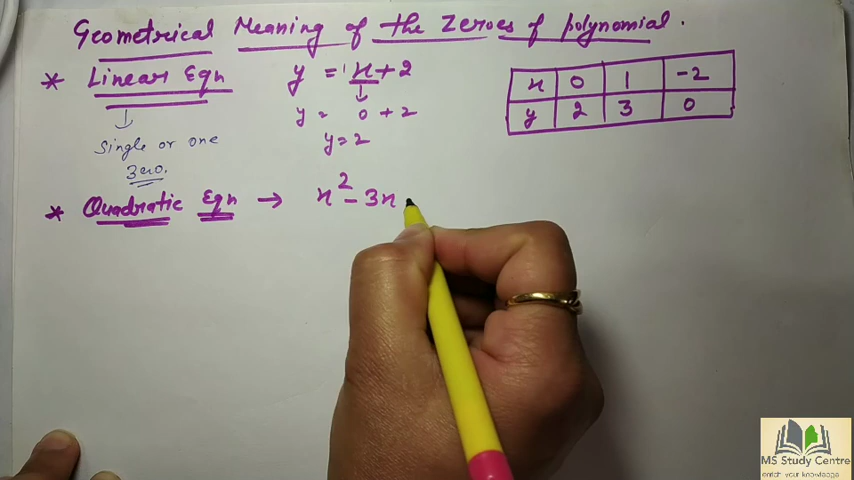 Geometrical Meaning of the Zeroes of polynomial.
* Linear Eqn
y = 1x+2
y = 0 + 2
y = 2
x 0 1 -2
y 2 3 0
Single or one
zero.
* Quadratic Eqn → x² - 3x
MS Study Centre
enrich your knowledge